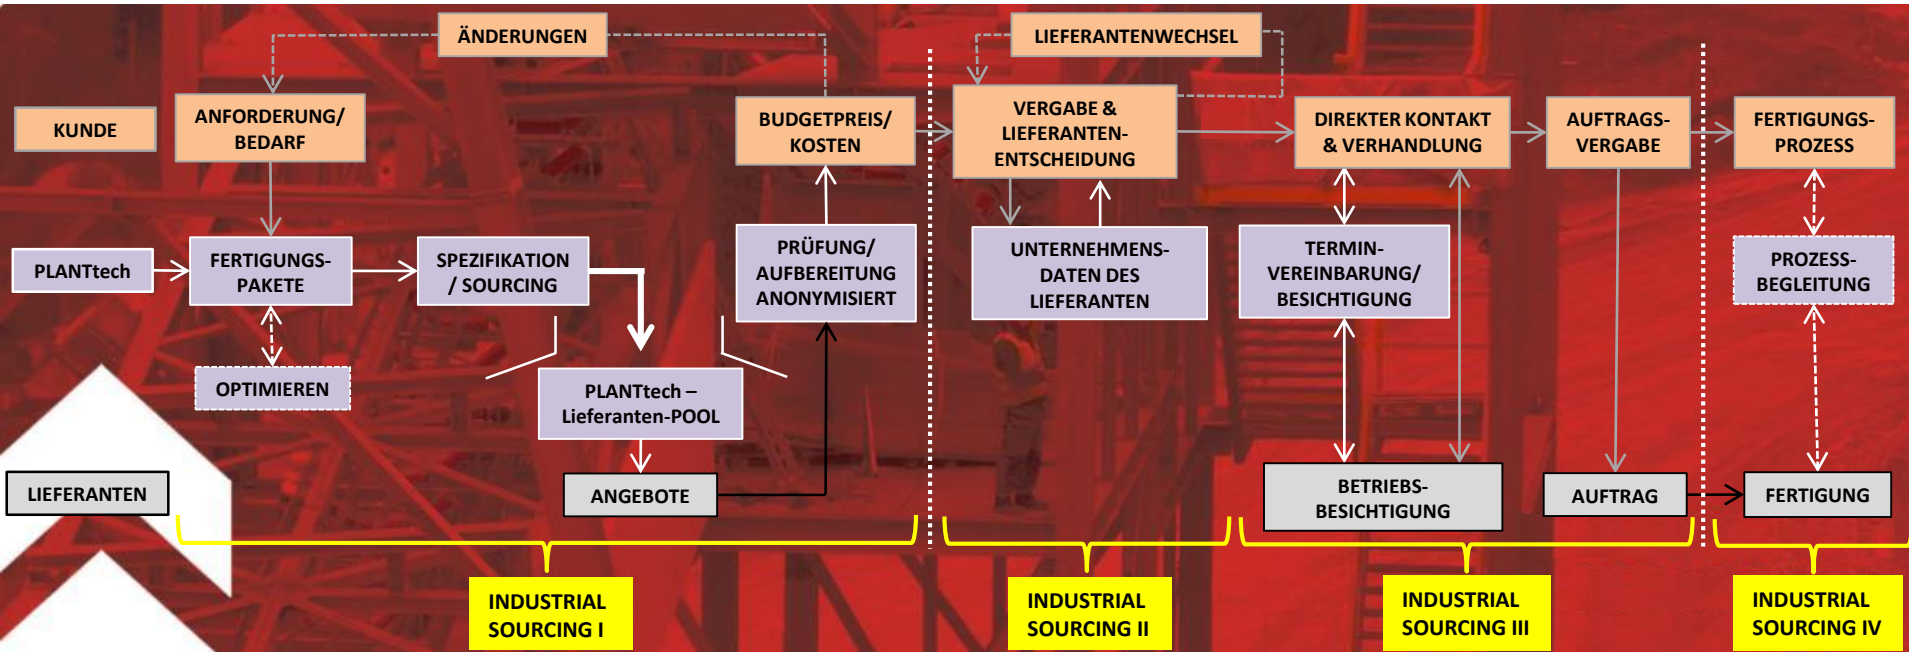 ÄNDERUNGEN
LIEFERANTENWECHSEL
KUNDE
ANFORDERUNG/
BEDARF
BUDGETPREIS/
KOSTEN
VERGABE &
LIEFERANTEN-
ENTSCHEIDUNG
DIREKTER KONTAKT
& VERHANDLUNG
AUFTRAGS-
VERGABE
FERTIGUNGS-
PROZESS
PLANTtech
FERTIGUNGS-
PAKETE
SPEZIFIKATION
/ SOURCING
PRÜFUNG/
AUFBEREITUNG
ANONYMISIERT
UNTERNEHMENS-
DATEN DES
LIEFERANTEN
TERMIN-
VEREINBARUNG/
BESICHTIGUNG
PROZESS-
BEGLEITUNG
OPTIMIEREN
PLANTtech –
Lieferanten-POOL
LIEFERANTEN
ANGEBOTE
BETRIEBS-
BESICHTIGUNG
AUFTRAG
FERTIGUNG
INDUSTRIAL
SOURCING I
INDUSTRIAL
SOURCING II
INDUSTRIAL
SOURCING III
INDUSTRIAL
SOURCING IV